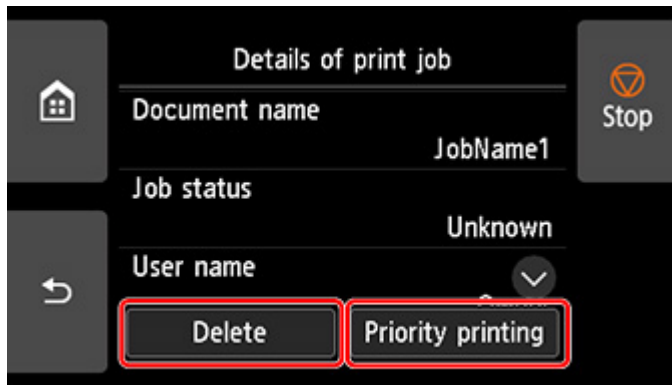 Details of print job
Stop
Document name
JobName1
Job status
Unknown
User name
Delete
Priority printing